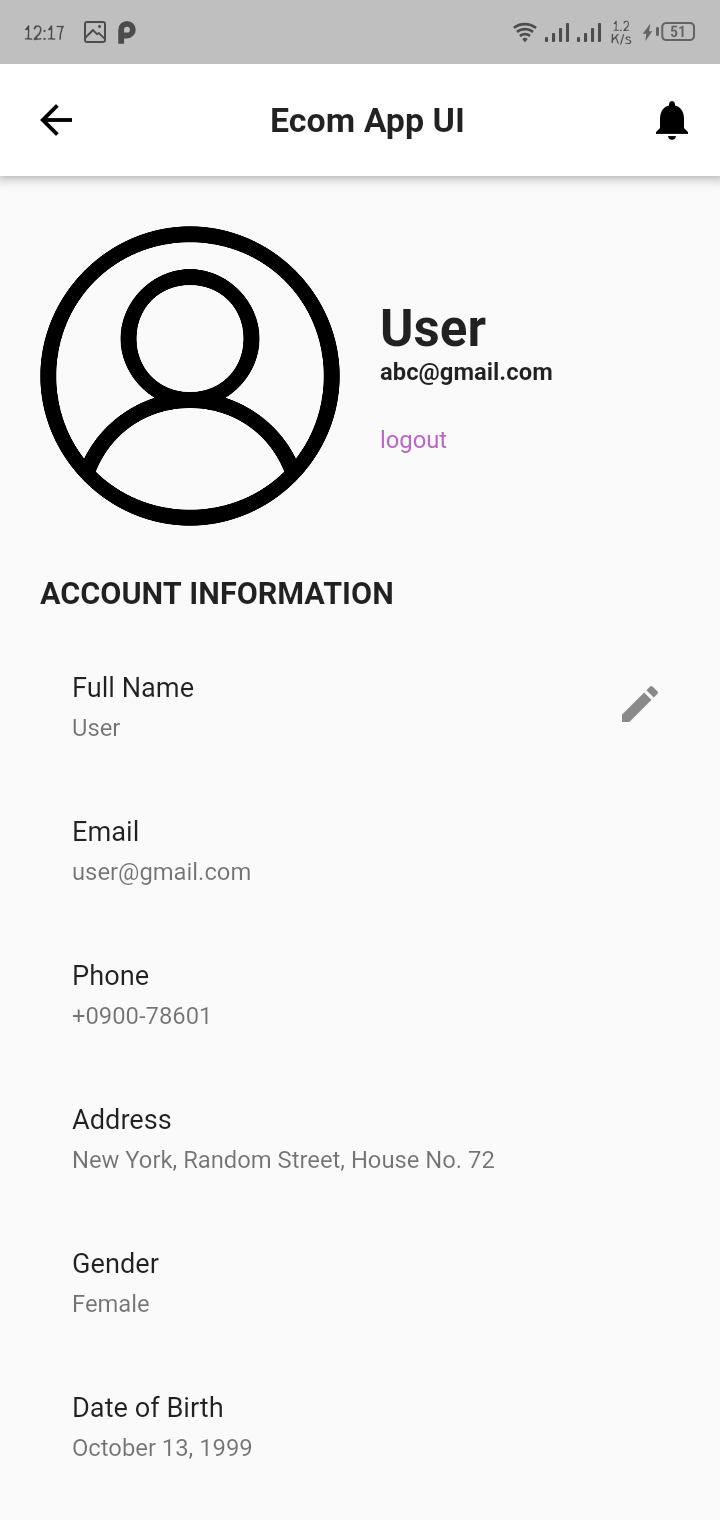 12:17
1.2
K/s
51
Ecom App UI
User
abc@gmail.com
logout
ACCOUNT INFORMATION
Full Name
User
Email
user@gmail.com
Phone
+0900-78601
Address
New York, Random Street, House No. 72
Gender
Female
Date of Birth
October 13, 1999